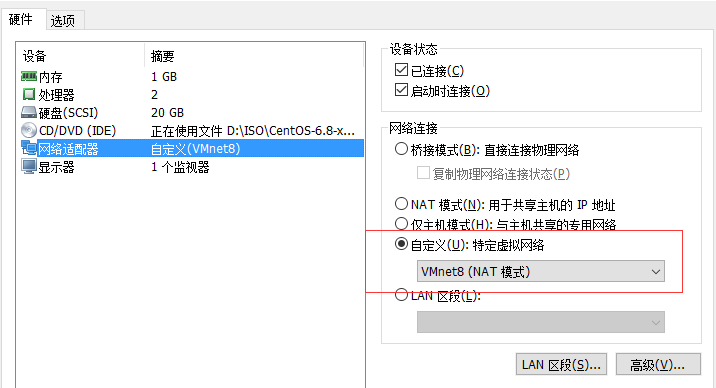 硬件 选项
设备 摘要
内存 1 GB
处理器 2
硬盘(SCSI) 20 GB
CD/DVD (IDE) 正在使用文件 D:\ISO\CentOS-6.8-x...
网络适配器 自定义(VMnet8)
显示器 1 个监视器
设备状态
已连接(C)
启动时连接(O)
网络连接
桥接模式(B): 直接连接物理网络
复制物理网络连接状态(P)
NAT 模式(N): 用于共享主机的 IP 地址
仅主机模式(H): 与主机共享的专用网络
自定义(U): 特定虚拟网络
VMnet8 (NAT 模式)
LAN 区段(L):
LAN 区段(S)... 高级(V)...